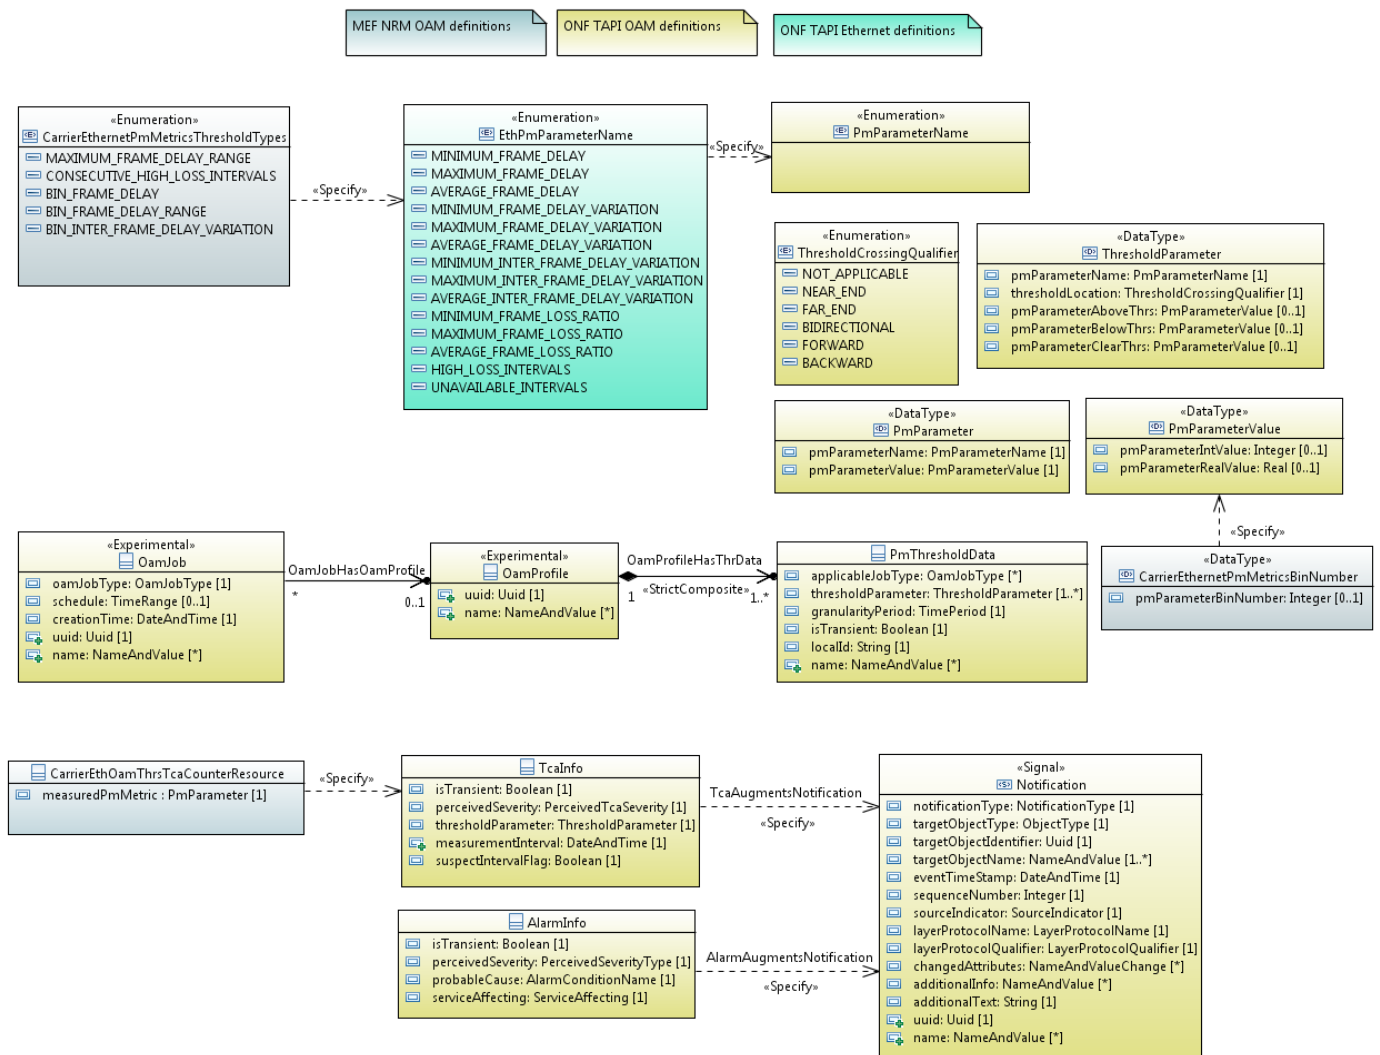 MEF NRM OAM definitions
ONF TAPI OAM definitions
ONF TAPI Ethernet definitions
«Enumeration»
CarrierEthernetPmMetricsThresholdTypes
MAXIMUM_FRAME_DELAY_RANGE
CONSECUTIVE_HIGH_LOSS_INTERVALS
BIN_FRAME_DELAY
BIN_FRAME_DELAY_RANGE
BIN_INTER_FRAME_DELAY_VARIATION
«Specify»
«Enumeration»
EthPmParameterName
MINIMUM_FRAME_DELAY
MAXIMUM_FRAME_DELAY
AVERAGE_FRAME_DELAY
MINIMUM_FRAME_DELAY_VARIATION
MAXIMUM_FRAME_DELAY_VARIATION
AVERAGE_FRAME_DELAY_VARIATION
MINIMUM_INTER_FRAME_DELAY_VARIATION
MAXIMUM_INTER_FRAME_DELAY_VARIATION
AVERAGE_INTER_FRAME_DELAY_VARIATION
MINIMUM_FRAME_LOSS_RATIO
MAXIMUM_FRAME_LOSS_RATIO
AVERAGE_FRAME_LOSS_RATIO
HIGH_LOSS_INTERVALS
UNAVAILABLE_INTERVALS
«Specify»
«Enumeration»
PmParameterName
«Enumeration»
ThresholdCrossingQualifier
NOT_APPLICABLE
NEAR_END
FAR_END
BIDIRECTIONAL
FORWARD
BACKWARD
«DataType»
ThresholdParameter
pmParameterName: PmParameterName [1]
thresholdLocation: ThresholdCrossingQualifier [1]
pmParameterAboveThrs: PmParameterValue [0..1]
pmParameterBelowThrs: PmParameterValue [0..1]
pmParameterClearThrs: PmParameterValue [0..1]
«DataType»
PmParameter
pmParameterName: PmParameterName [1]
pmParameterValue: PmParameterValue [1]
«DataType»
PmParameterValue
pmParameterIntValue: Integer [0..1]
pmParameterRealValue: Real [0..1]
«Specify»
«DataType»
CarrierEthernetPmMetricsBinNumber
pmParameterBinNumber: Integer [0..1]
«Experimental»
OamJob
oamJobType: OamJobType [1]
schedule: TimeRange [0..1]
creationTime: DateAndTime [1]
uuid: Uuid [1]
name: NameAndValue [*]
OamJobHasOamProfile
*
0..1
«Experimental»
OamProfile
uuid: Uuid [1]
name: NameAndValue [*]
OamProfileHasThrData
«StrictComposite»
1
1..*
PmThresholdData
applicableJobType: OamJobType [*]
thresholdParameter: ThresholdParameter [1..*]
granularityPeriod: TimePeriod [1]
isTransient: Boolean [1]
localId: String [1]
name: NameAndValue [*]
CarrierEthOamThrsTcaCounterResource
measuredPmMetric : PmParameter [1]
«Specify»
TcaInfo
isTransient: Boolean [1]
perceivedSeverity: PerceivedTcaSeverity [1]
thresholdParameter: ThresholdParameter [1]
measurementInterval: DateAndTime [1]
suspectIntervalFlag: Boolean [1]
TcaAugmentsNotification
«Specify»
AlarmInfo
isTransient: Boolean [1]
perceivedSeverity: PerceivedSeverityType [1]
probableCause: AlarmConditionName [1]
serviceAffecting: ServiceAffecting [1]
AlarmAugmentsNotification
«Specify»
«Signal»
Notification
notificationType: NotificationType [1]
targetObjectType: ObjectType [1]
targetObjectIdentifier: Uuid [1]
targetObjectName: NameAndValue [1..*]
eventTimeStamp: DateAndTime [1]
sequenceNumber: Integer [1]
sourceIndicator: SourceIndicator [1]
layerProtocolName: LayerProtocolName [1]
layerProtocolQualifier: LayerProtocolQualifier [1]
changedAttributes: NameAndValueChange [*]
additionalInfo: NameAndValue [*]
additionalText: String [1]
uuid: Uuid [1]
name: NameAndValue [*]